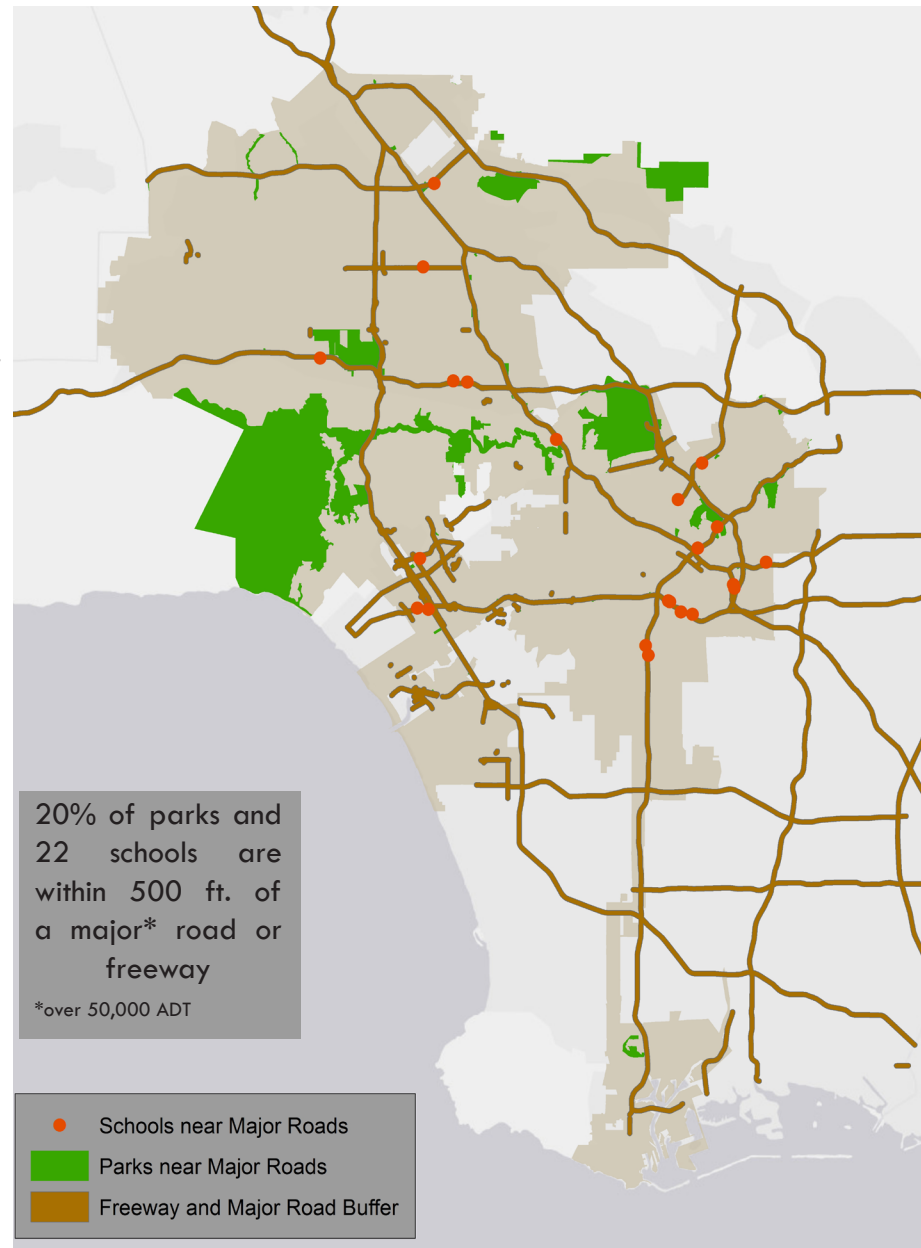 20% of parks and
22 schools are
within 500 ft. of
a major* road or
freeway
*over 50,000 ADT
Schools near Major Roads
Parks near Major Roads
Freeway and Major Road Buffer